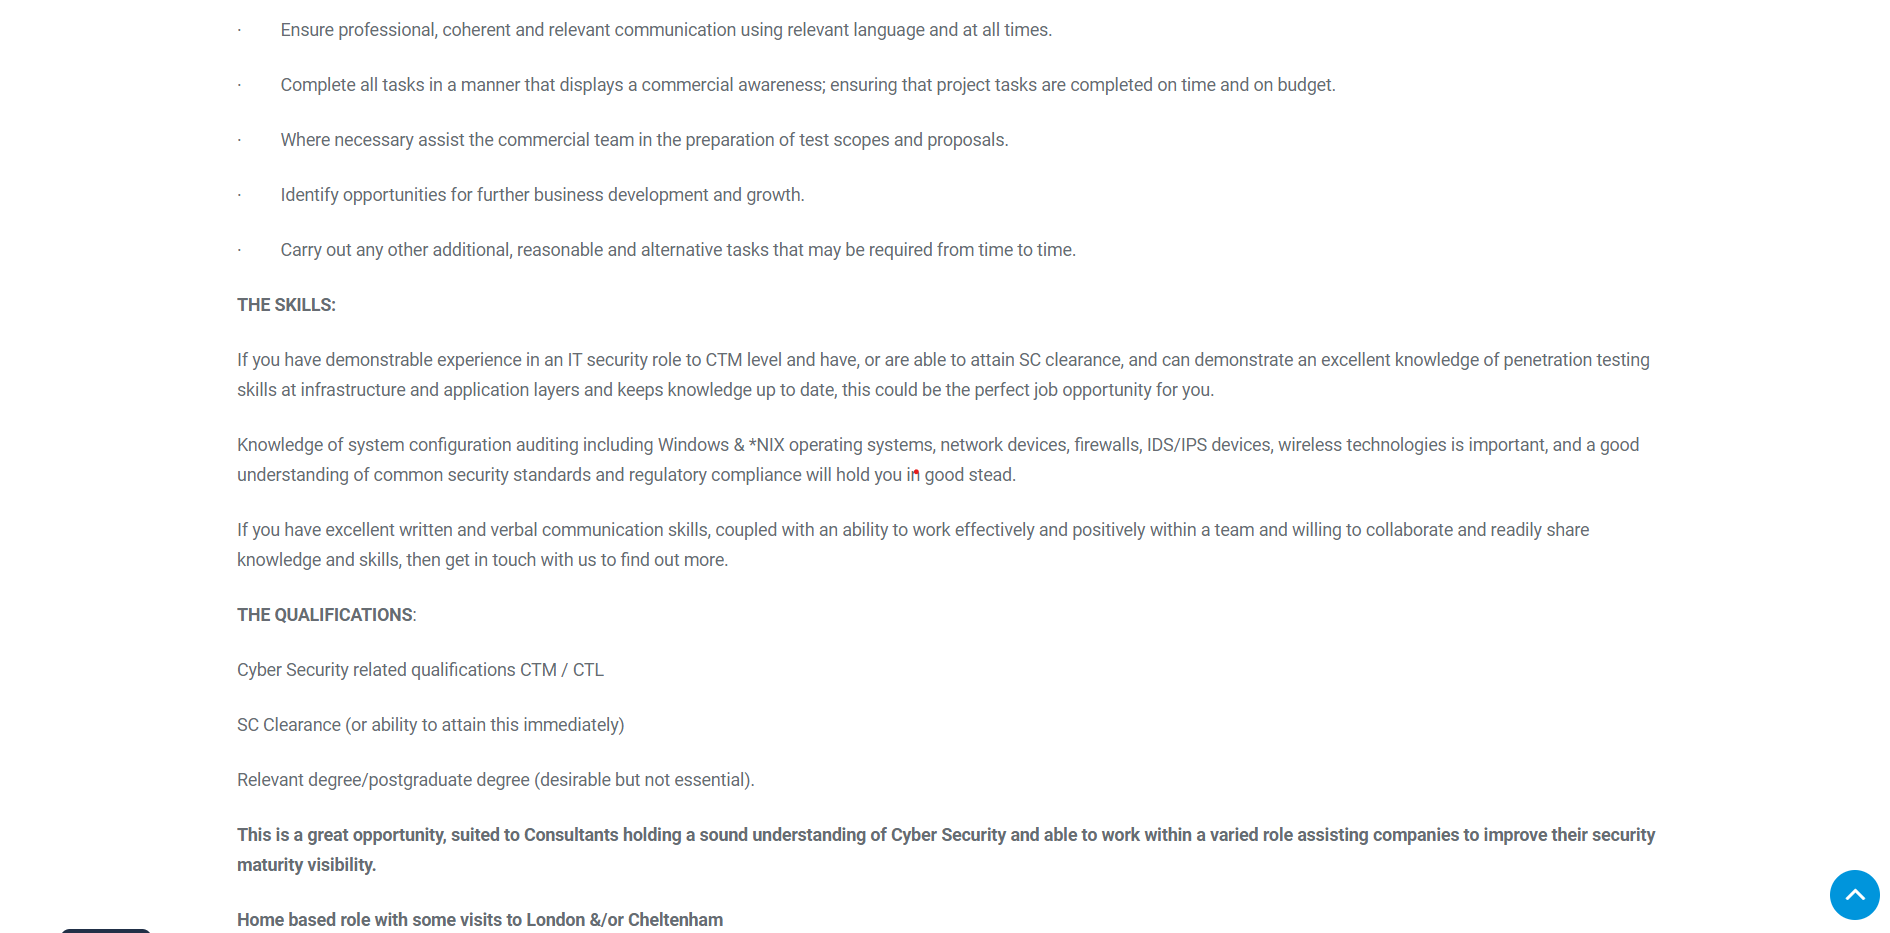 · Ensure professional, coherent and relevant communication using relevant language and at all times.
· Complete all tasks in a manner that displays a commercial awareness; ensuring that project tasks are completed on time and on budget.
· Where necessary assist the commercial team in the preparation of test scopes and proposals.
· Identify opportunities for further business development and growth.
· Carry out any other additional, reasonable and alternative tasks that may be required from time to time.
THE SKILLS:
If you have demonstrable experience in an IT security role to CTM level and have, or are able to attain SC clearance, and can demonstrate an excellent knowledge of penetration testing
skills at infrastructure and application layers and keeps knowledge up to date, this could be the perfect job opportunity for you.
Knowledge of system configuration auditing including Windows & *NIX operating systems, network devices, firewalls, IDS/IPS devices, wireless technologies is important, and a good
understanding of common security standards and regulatory compliance will hold you in good stead.
If you have excellent written and verbal communication skills, coupled with an ability to work effectively and positively within a team and willing to collaborate and readily share
knowledge and skills, then get in touch with us to find out more.
THE QUALIFICATIONS:
Cyber Security related qualifications CTM / CTL
SC Clearance (or ability to attain this immediately)
Relevant degree/postgraduate degree (desirable but not essential).
This is a great opportunity, suited to Consultants holding a sound understanding of Cyber Security and able to work within a varied role assisting companies to improve their security
maturity visibility.
Home based role with some visits to London &/or Cheltenham